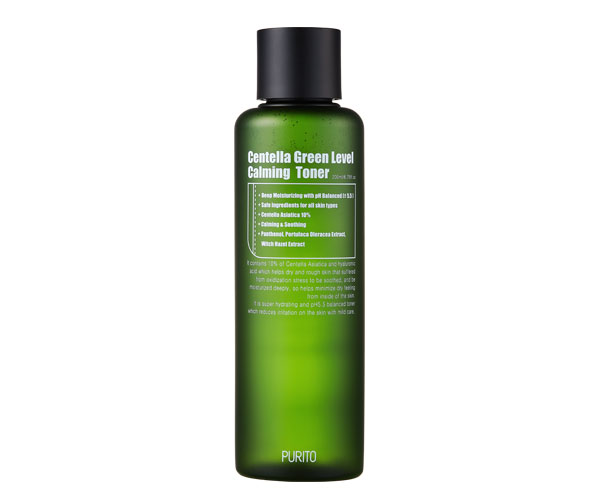 Centella Green Level
Calming Toner 200ml
• Deep Moisturizing with pH Balanced (± 5.5)
• Safe Ingredients for all skin types
• Centella Asiatica 10%
• Calming & Soothing
• Panthenol, Portulaca Oleracea Extract,
Witch Hazel Extract
It contains 10% of Centella Asiatica and hyaluronic
acid which helps dry and rough skin that suffered
from oxidization stress to be soothed, and be
moisturized deeply, so helps minimize dry feeling
from inside of the skin.
It is super hydrating and pH5.5 balanced toner
which reduces irritation on the skin with mild care.
PURITO